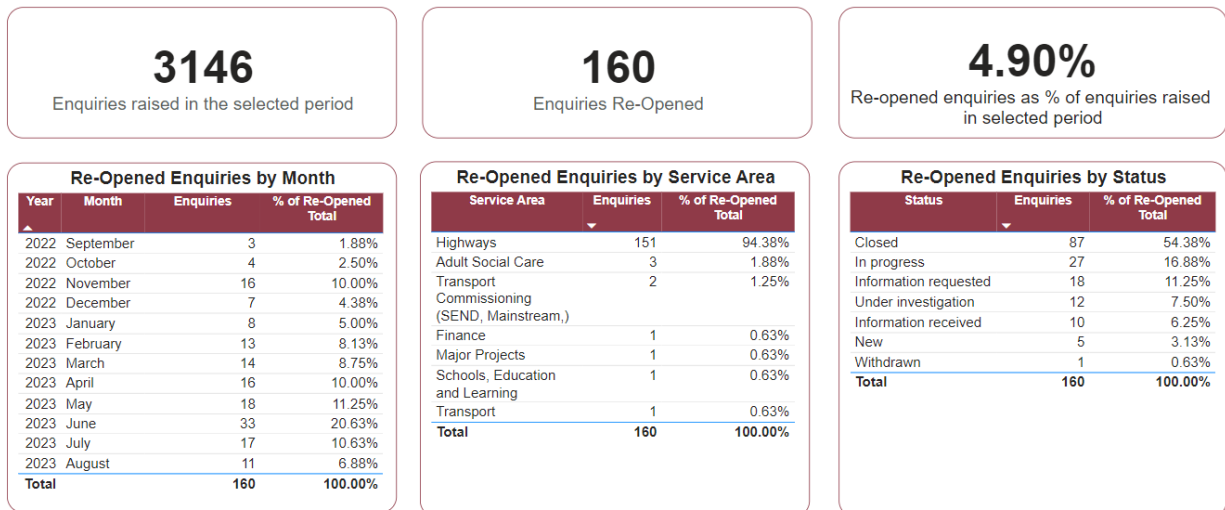 3146
Enquiries raised in the selected period
160
Enquiries Re-Opened
4.90%
Re-opened enquiries as % of enquiries raised
in selected period
Re-Opened Enquiries by Month
Year Month Enquiries % of Re-Opened
Total
2022 September 3 1.88%
2022 October 4 2.50%
2022 November 16 10.00%
2022 December 7 4.38%
2023 January 8 5.00%
2023 February 13 8.13%
2023 March 14 8.75%
2023 April 16 10.00%
2023 May 18 11.25%
2023 June 33 20.63%
2023 July 17 10.63%
2023 August 11 6.88%
Total 160 100.00%
Re-Opened Enquiries by Service Area
Service Area Enquiries % of Re-Opened
Total
Highways 151 94.38%
Adult Social Care 3 1.88%
Transport 2 1.25%
Commissioning
(SEND, Mainstream,)
Finance 1 0.63%
Major Projects 1 0.63%
Schools, Education 1 0.63%
and Learning
Transport 1 0.63%
Total 160 100.00%
Re-Opened Enquiries by Status
Status Enquiries % of Re-Opened
Total
Closed 87 54.38%
In progress 27 16.88%
Information requested 18 11.25%
Under investigation 12 7.50%
Information received 10 6.25%
New 5 3.13%
Withdrawn 1 0.63%
Total 160 100.00%